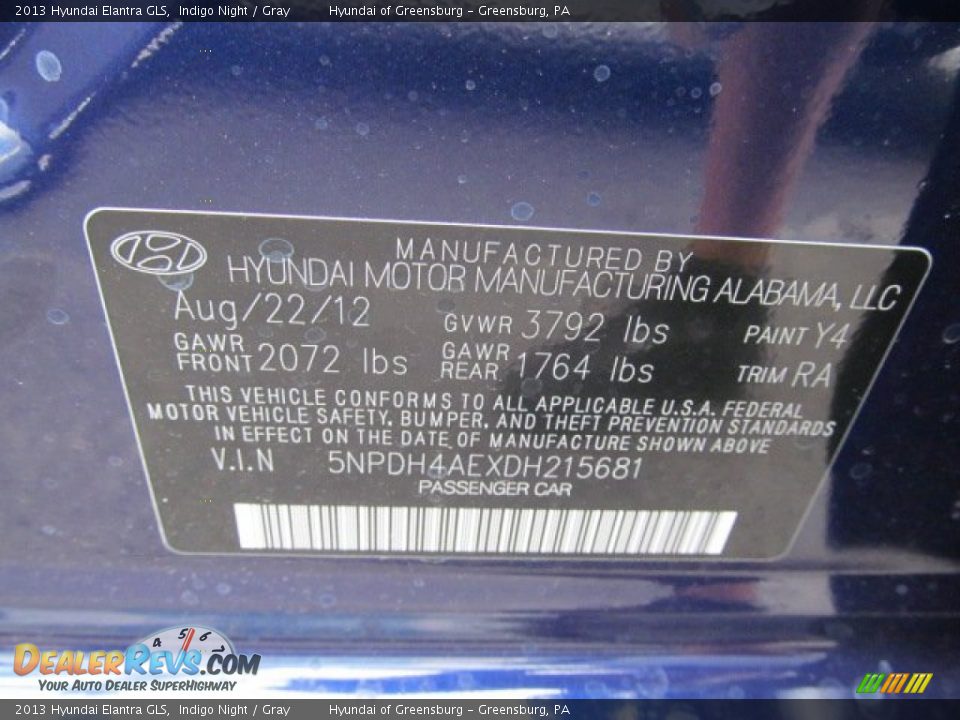 2013 Hyundai Elantra GLS, Indigo Night / Gray Hyundai of Greensburg - Greensburg, PA
MANUFACTURED BY
HYUNDAI MOTOR MANUFACTURING ALABAMA, LLC
Aug/22/12 GVWR 3792 lbs PAINT Y4
GAWR FRONT 2072 lbs GAWR REAR 1764 lbs TRIM RA
THIS VEHICLE CONFORMS TO ALL APPLICABLE U.S.A. FEDERAL
MOTOR VEHICLE SAFETY, BUMPER, AND THEFT PREVENTION STANDARDS
IN EFFECT ON THE DATE OF MANUFACTURE SHOWN ABOVE
V.I.N 5NPDH4AEXDH215681
PASSENGER CAR
4 5 6 7
DEALERREVS.COM
YOUR AUTO DEALER SUPERHIGHWAY
2013 Hyundai Elantra GLS, Indigo Night / Gray Hyundai of Greensburg - Greensburg, PA